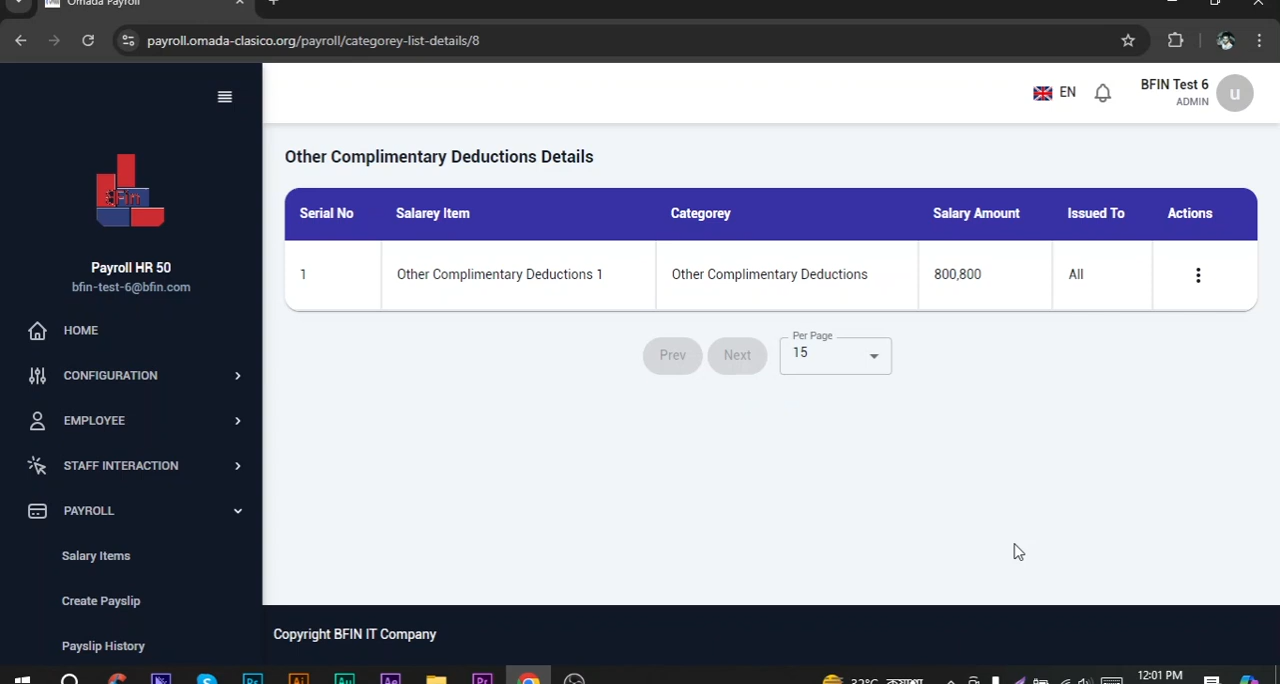 Omada Payroll
payroll.omada-clasico.org/payroll/categorey-list-details/8
EN
BFIN Test 6
ADMIN
u
Other Complimentary Deductions Details
Serial No Salarey Item Categorey Salary Amount Issued To Actions
1 Other Complimentary Deductions 1 Other Complimentary Deductions 800,800 All
Prev Next Per Page
15
Payroll HR 50
bfin-test-6@bfin.com
HOME
CONFIGURATION
EMPLOYEE
STAFF INTERACTION
PAYROLL
Salary Items
Create Payslip
Payslip History
Copyright BFIN IT Company
12:01 PM